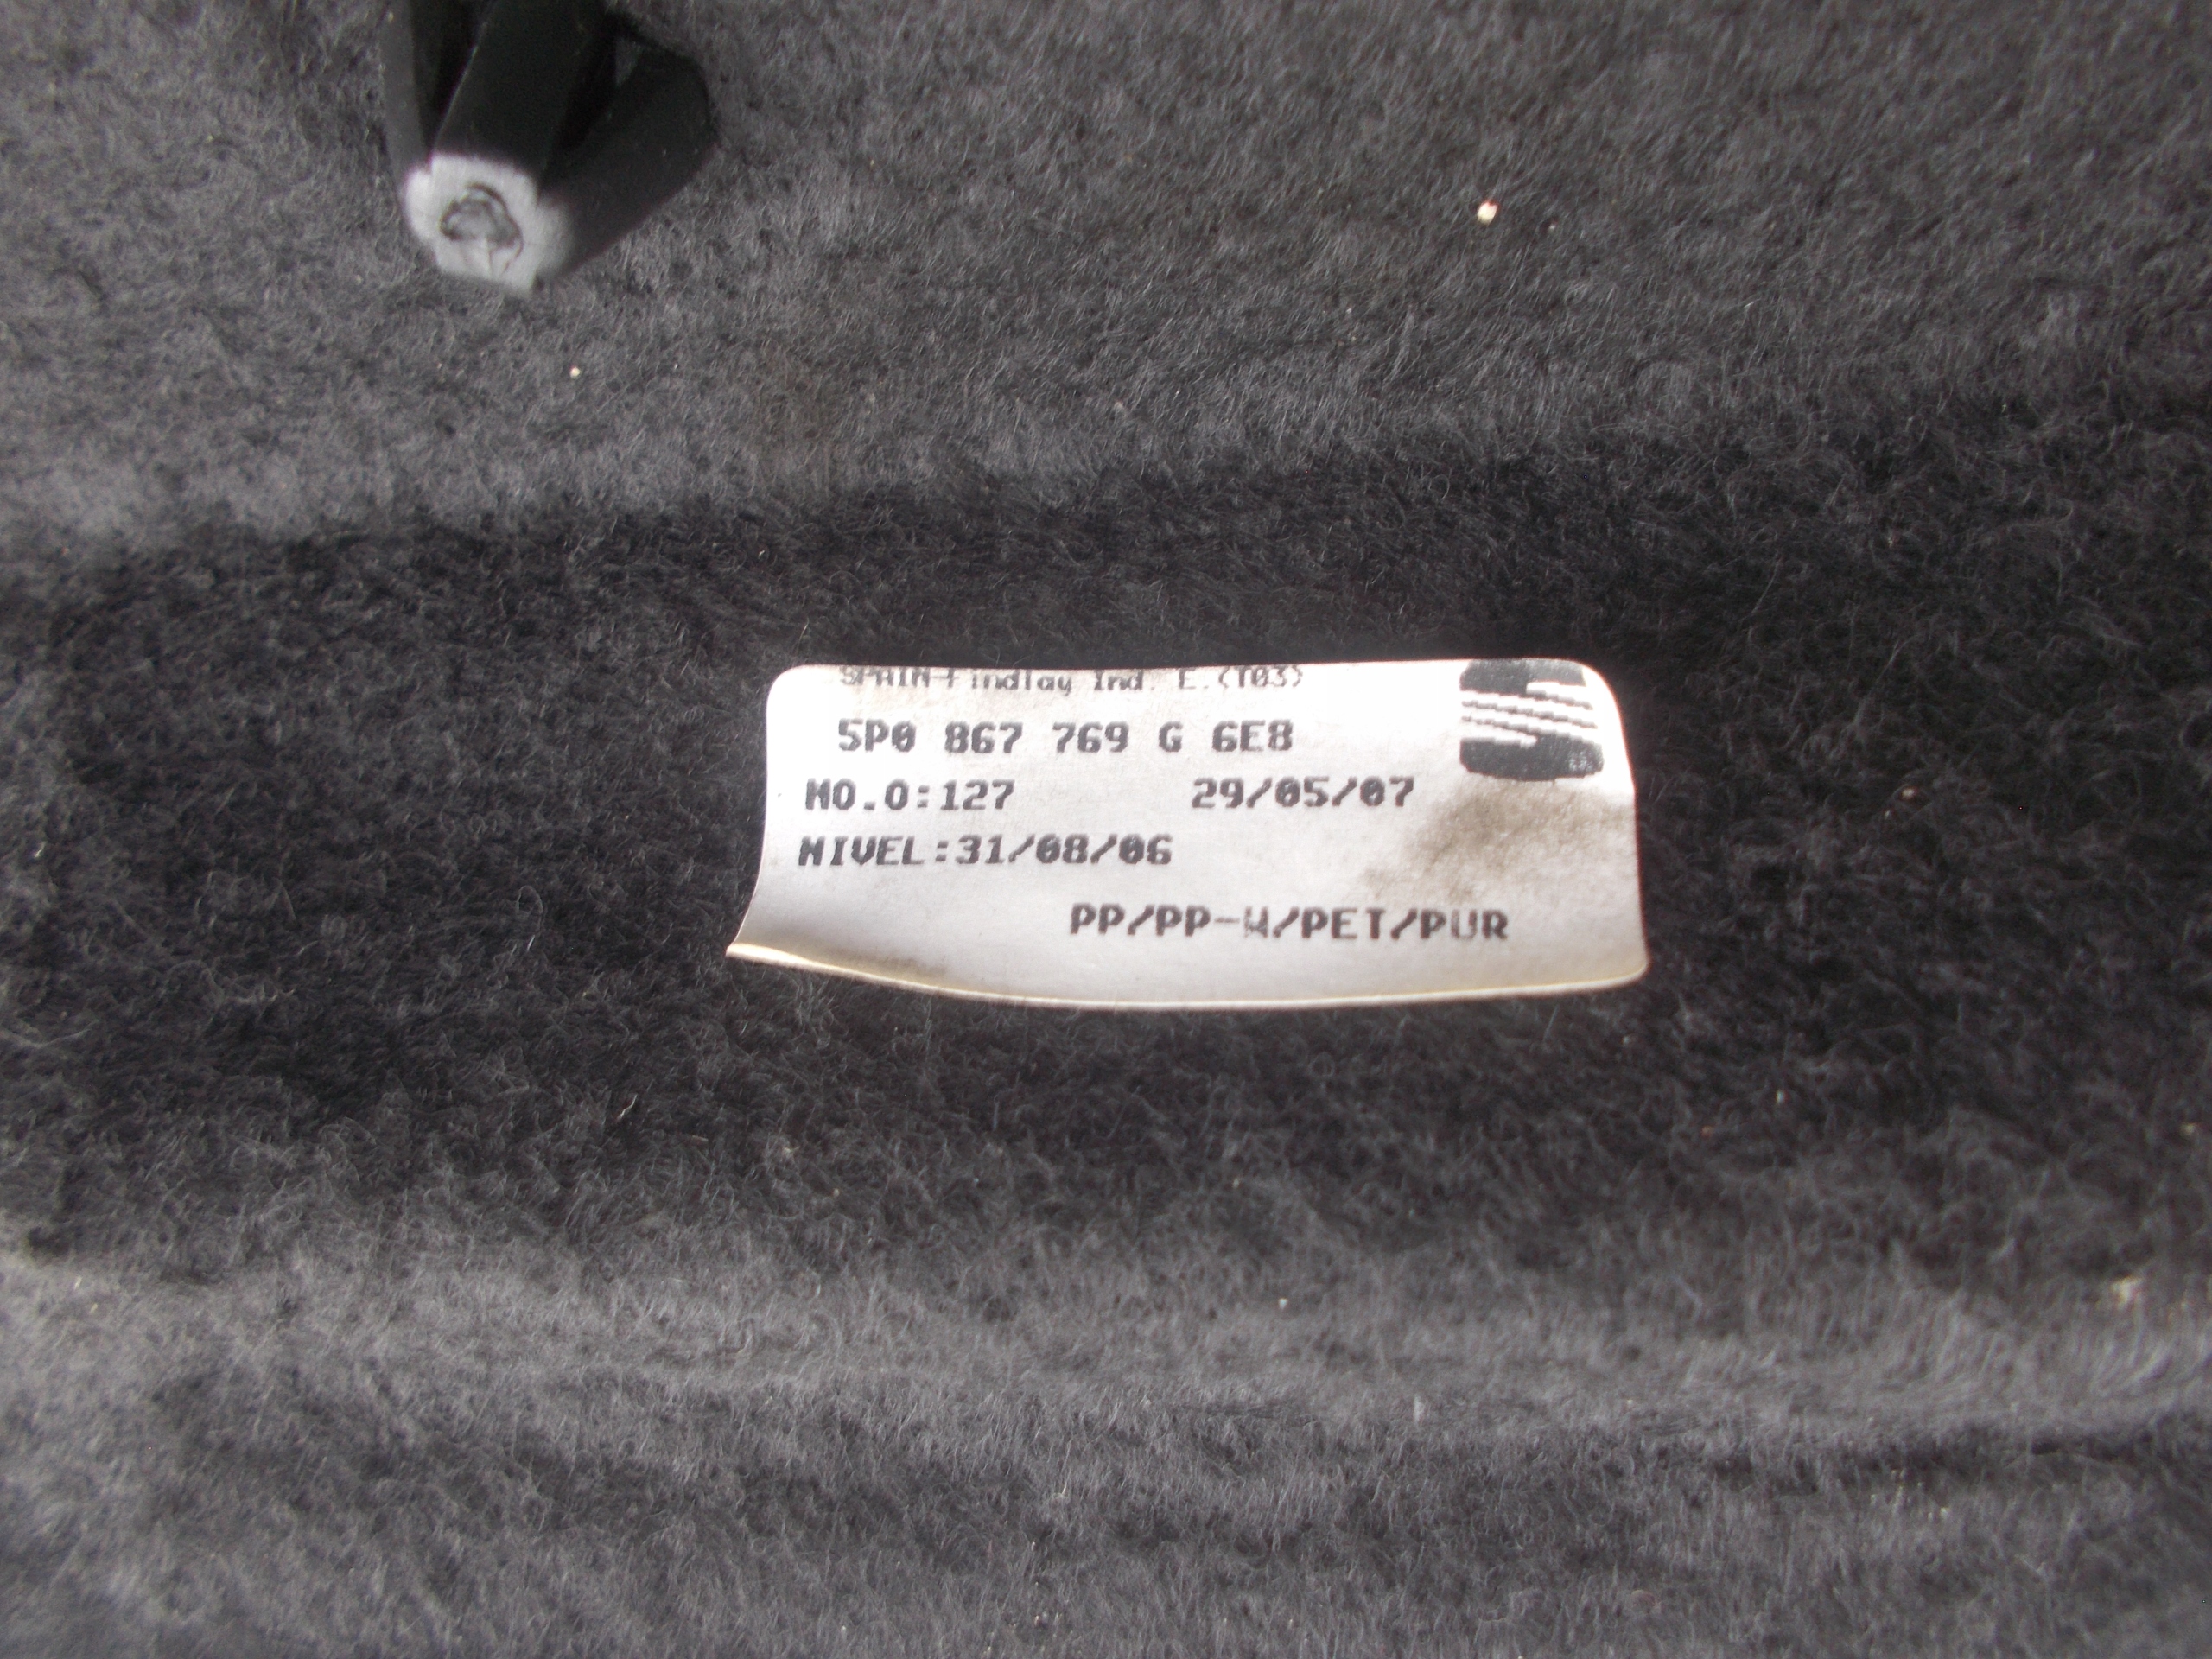 SPAIN-Findlay Ind. E.(T03)
5P0 867 769 G 6E8
MO.O:127 29/05/07
NIVEL:31/08/06
PP/PP-W/PET/PUR